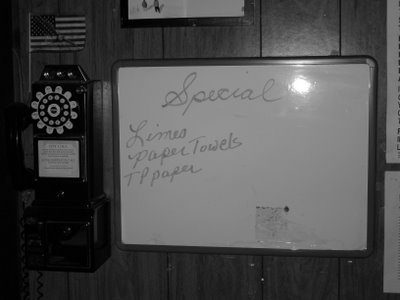 Special
Limes
Paper Towels
TP paper